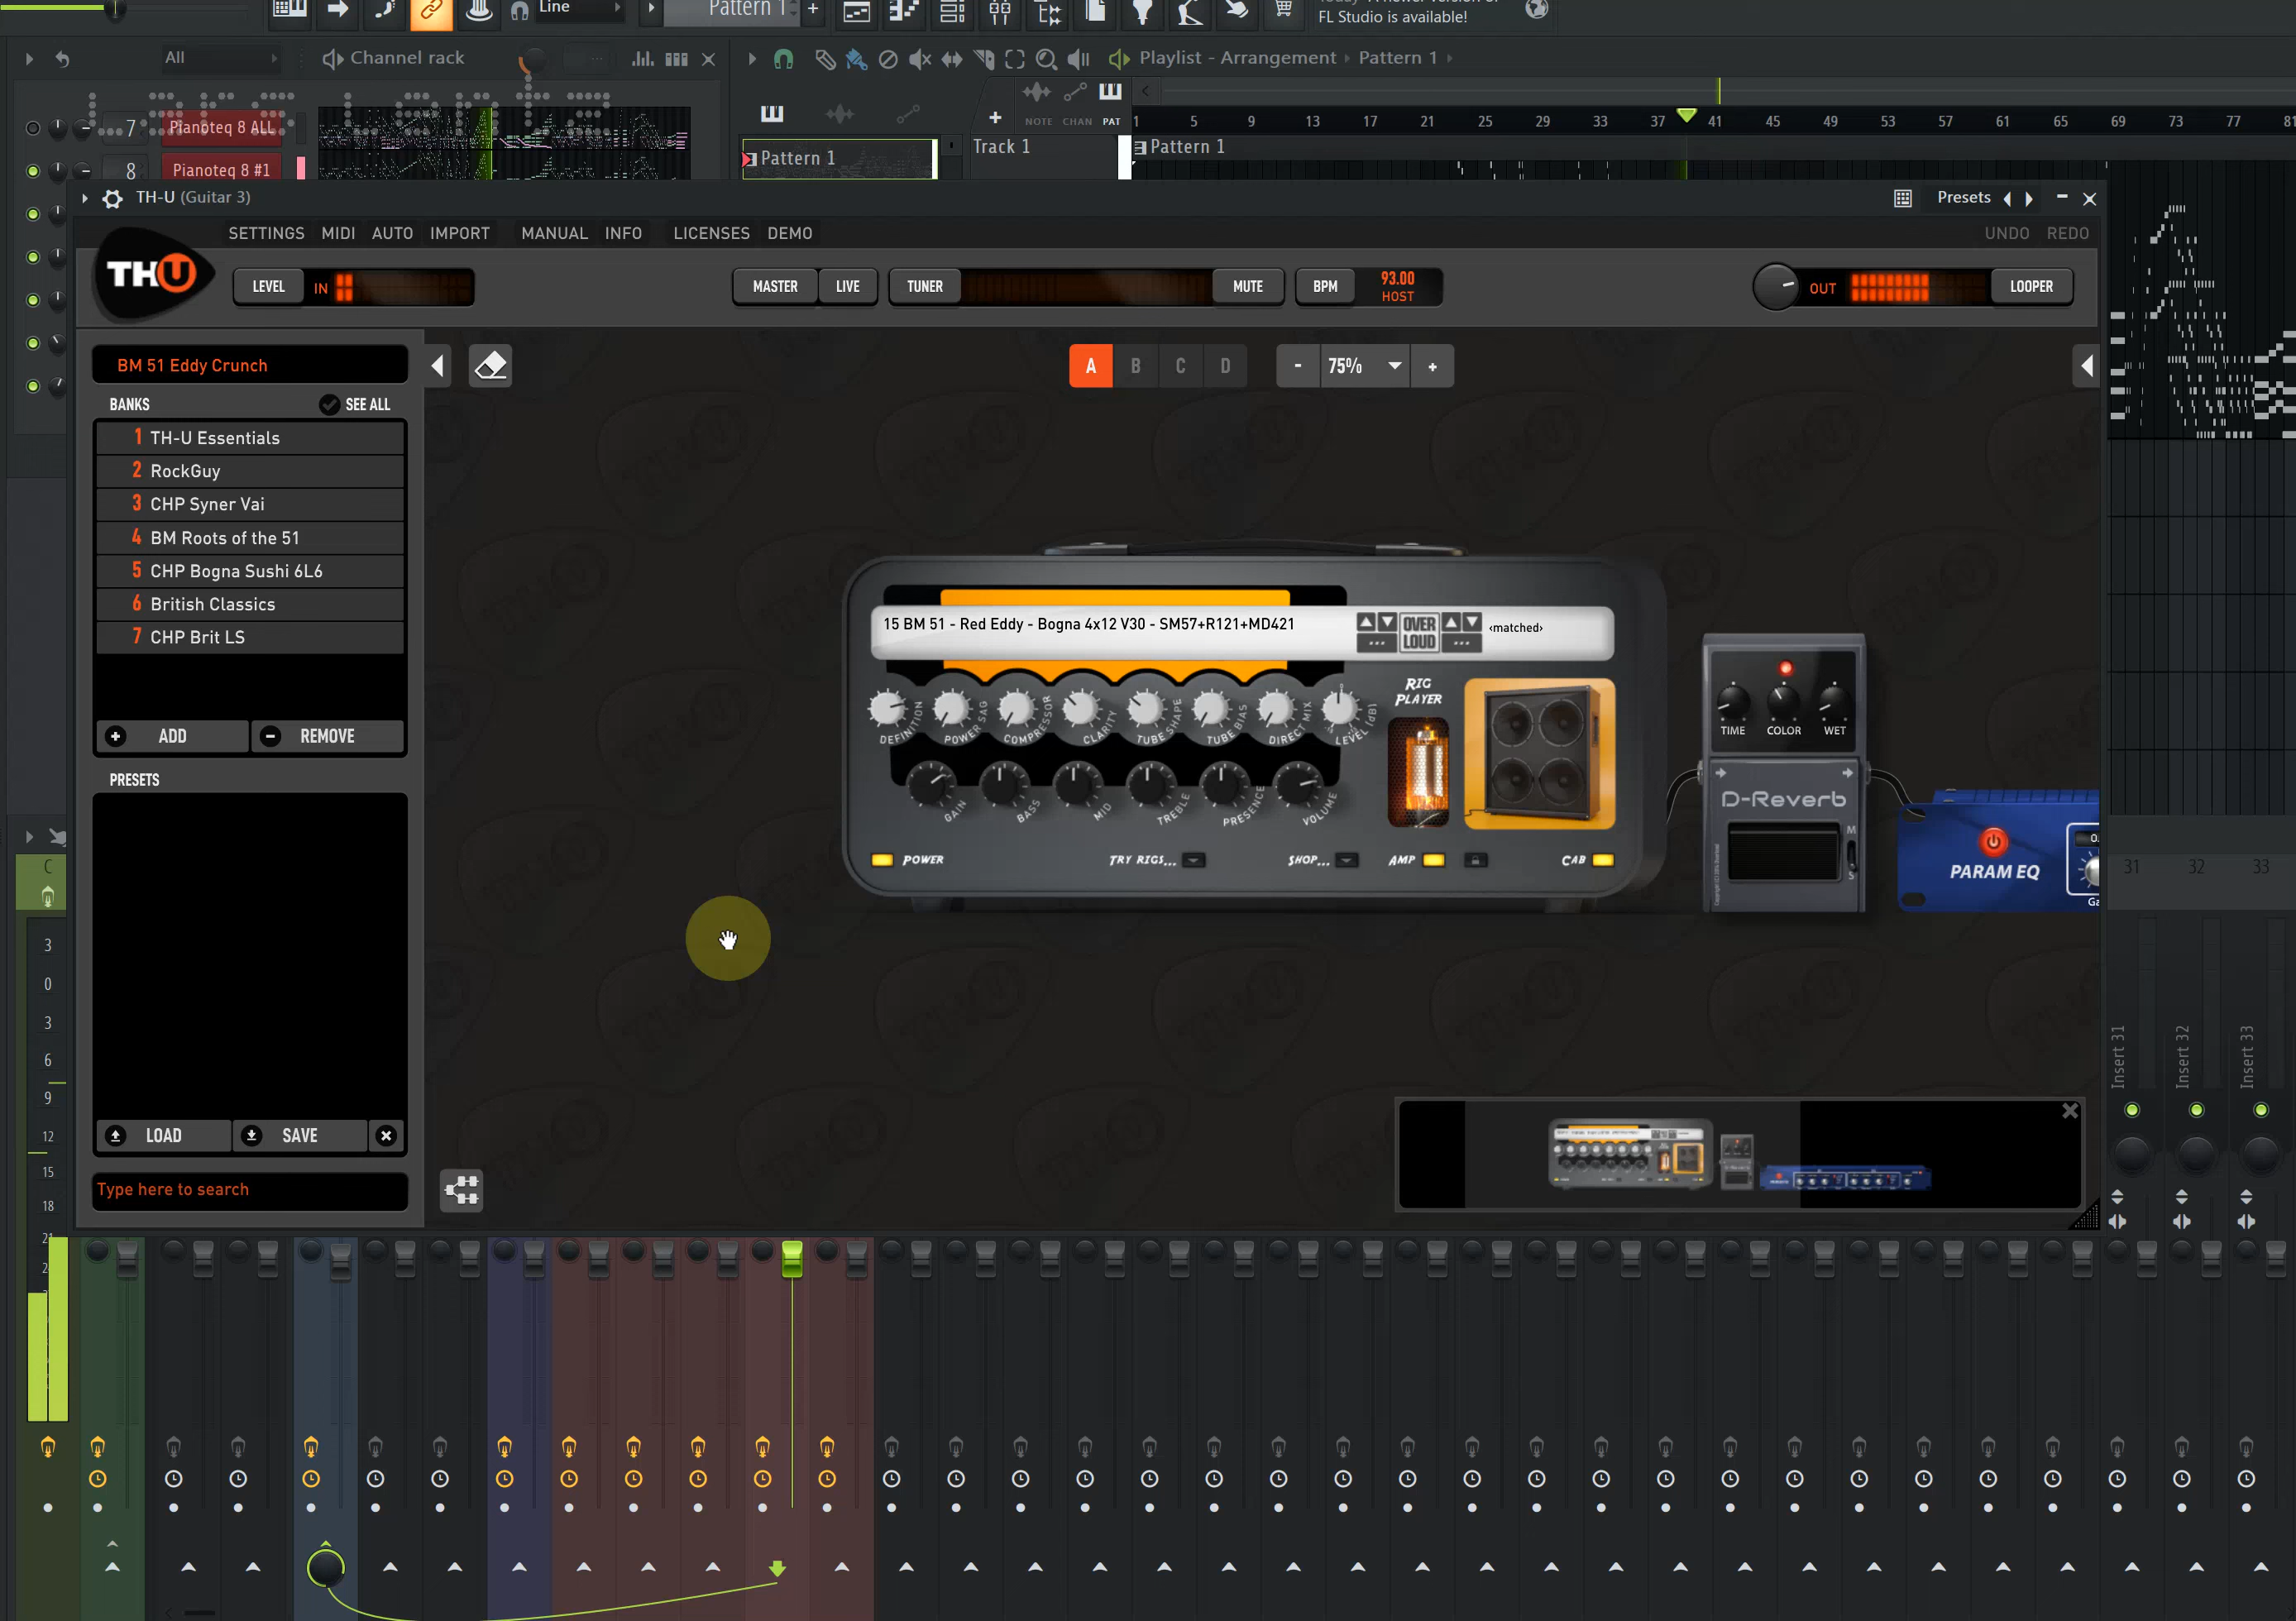 Line
Pattern 1
FL Studio is available!
All
Channel rack
Playlist - Arrangement
Pattern 1
7
Pianoteq 8 ALL
8
Pianoteq 8 #1
Pattern 1
NOTE CHAN PAT
1 5 9 13 17 21 25 29 33 37 41 45 49 53 57 61 65 69 73 77 81
Track 1
Pattern 1
TH-U (Guitar 3)
Presets
SETTINGS MIDI AUTO IMPORT MANUAL INFO LICENSES DEMO
UNDO REDO
THU
LEVEL
IN
MASTER
LIVE
TUNER
MUTE
BPM
93.00
HOST
OUT
LOOPER
BM 51 Eddy Crunch
A B C D
- 75% +
BANKS
SEE ALL
1 TH-U Essentials
2 RockGuy
3 CHP Syner Vai
4 BM Roots of the 51
5 CHP Bogna Sushi 6L6
6 British Classics
7 CHP Brit LS
ADD
REMOVE
PRESETS
LOAD
SAVE
Type here to search
15 BM 51 - Red Eddy - Bogna 4x12 V30 - SM57+R121+MD421
OVER
LOUD
‹matched›
DEFINITION
POWER SAG
COMPRESSOR
CLARITY
TUBE SHAPE
TUBE BIAS
DIRECT MIX
LEVEL (dB)
RIG
PLAYER
GAIN
BASS
MID
TREBLE
PRESENCE
VOLUME
POWER
TRY RIGS...
SHOP...
AMP
CAB
TIME
COLOR
WET
D-Reverb
M
S
PARAM EQ
C
3
0
3
6
9
12
15
18
31 32 33
Insert 31
Insert 32
Insert 33